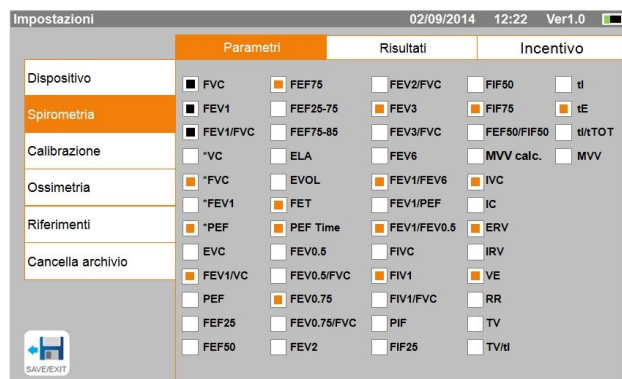 Impostazioni 02/09/2014 12:22 Ver1.0
Parametri Risultati Incentivo
Dispositivo
Spirometria
Calibrazione
Ossimetria
Riferimenti
Cancella archivio
FVC FEF75 FEV2/FVC FIF50 tI
FEV1 FEF25-75 FEV3 FIF75 tE
FEV1/FVC FEF75-85 FEV3/FVC FEF50/FIF50 tI/tTOT
*VC ELA FEV6 MVV calc. MVV
*FVC EVOL FEV1/FEV6 IVC
*FEV1 FET FEV1/PEF IC
*PEF PEF Time FEV1/FEV0.5 ERV
EVC FEV0.5 FIVC IRV
FEV1/VC FEV0.5/FVC FIV1 VE
PEF FEV0.75 FIV1/FVC RR
FEF25 FEV0.75/FVC PIF TV
FEF50 FEV2 FIF25 TV/tI
SAVE/EXIT